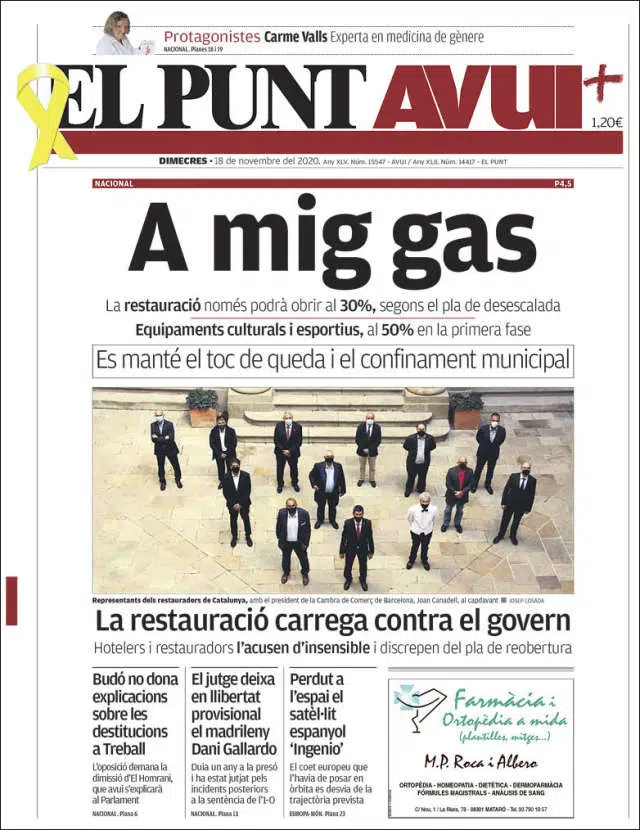 Protagonistes Carme Valls Experta en medicina de gènere
NACIONAL. Planes 18 i 19
EL PUNT AVUI+
1,20€
DIMECRES • 18 de novembre del 2020. Any XLV. Núm. 15547 - AVUI / Any XLII. Núm. 14417 - EL PUNT
NACIONAL P4,5
A mig gas
La restauració només podrà obrir al 30%, segons el pla de desescalada
Equipaments culturals i esportius, al 50% en la primera fase
Es manté el toc de queda i el confinament municipal
Representants dels restauradors de Catalunya, amb el president de la Cambra de Comerç de Barcelona, Joan Canadell, al capdavant ■ JOSEP LOSADA
La restauració carrega contra el govern
Hotelers i restauradors l'acusen d'insensible i discrepen del pla de reobertura
Budó no dona
explicacions
sobre les
destitucions
a Treball
L'oposició demana la
dimissió d'El Homrani,
que avui s'explicarà
al Parlament
NACIONAL. Plana 6
El jutge deixa
en llibertat
provisional
el madrileny
Dani Gallardo
Duia un any a la presó
i ha estat jutjat pels
incidents posteriors
a la sentència de l'1-O
NACIONAL. Plana 11
Perdut a
l'espai el
satèl·lit
espanyol
'Ingenio'
El coet europeu que
l'havia de posar en
òrbita es desvia de la
trajectòria prevista
EUROPA-MÓN. Plana 23
Farmàcia i
Ortopèdia a mida
(plantilles, mitges...)
M.P. Roca i Albero
ORTOPÈDIA - HOMEOPATIA - DIETÈTICA - DERMOFARMÀCIA
FÓRMULES MAGISTRALS - ANÀLISIS DE SANG
C/ Nou, 1 / La Riera, 79 - 08301 MATARÓ - Tel. 93 790 19 57